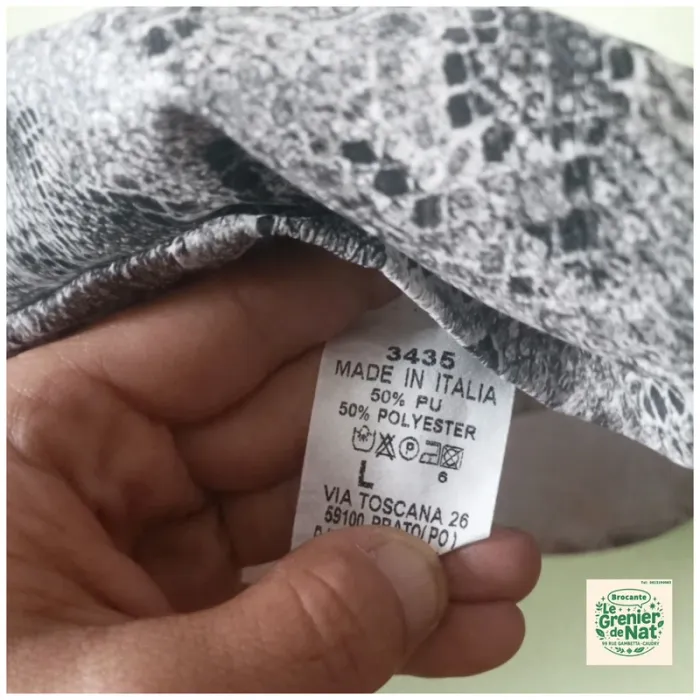 3435
MADE IN ITALIA
50% PU
50% POLYESTER
P
L
6
VIA TOSCANA 26
59100 PRATO(PO)
Brocante
Le
Grenier
de Nat